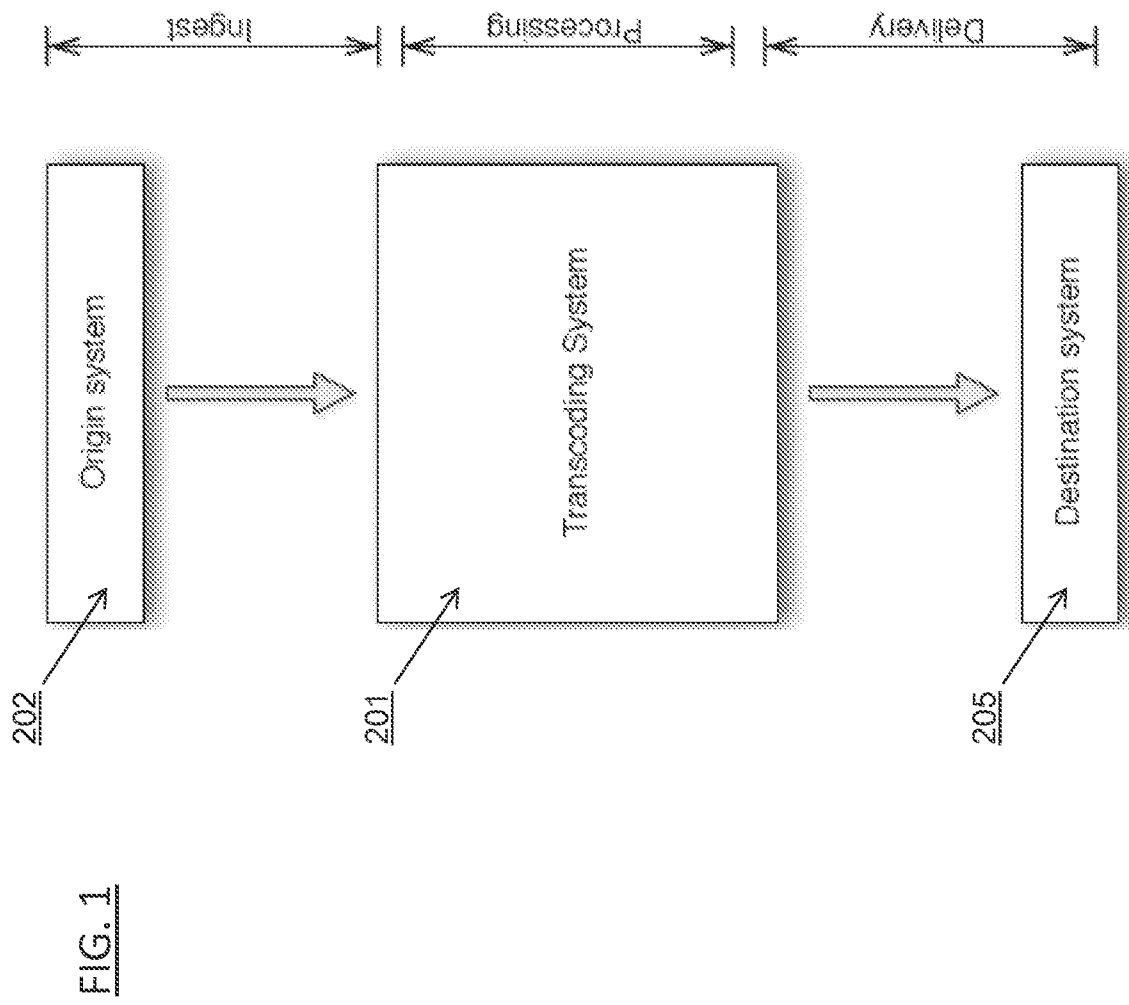 FIG. 1
202
Origin system
Ingest
201
Transcoding System
Processing
205
Destination system
Delivery